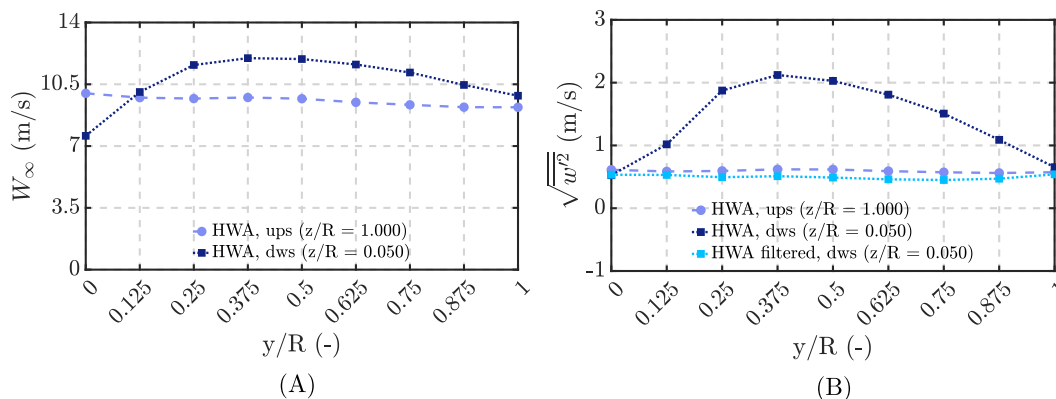 14
10.5
7
3.5
0
W∞ (m/s)
HWA, ups (z/R = 1.000)
HWA, dws (z/R = 0.050)
0
0.125
0.25
0.375
0.5
0.625
0.75
0.875
1
y/R (-)
(A)
3
2
1
0
-1
√w′² (m/s)
HWA, ups (z/R = 1.000)
HWA, dws (z/R = 0.050)
HWA filtered, dws (z/R = 0.050)
0
0.125
0.25
0.375
0.5
0.625
0.75
0.875
1
y/R (-)
(B)